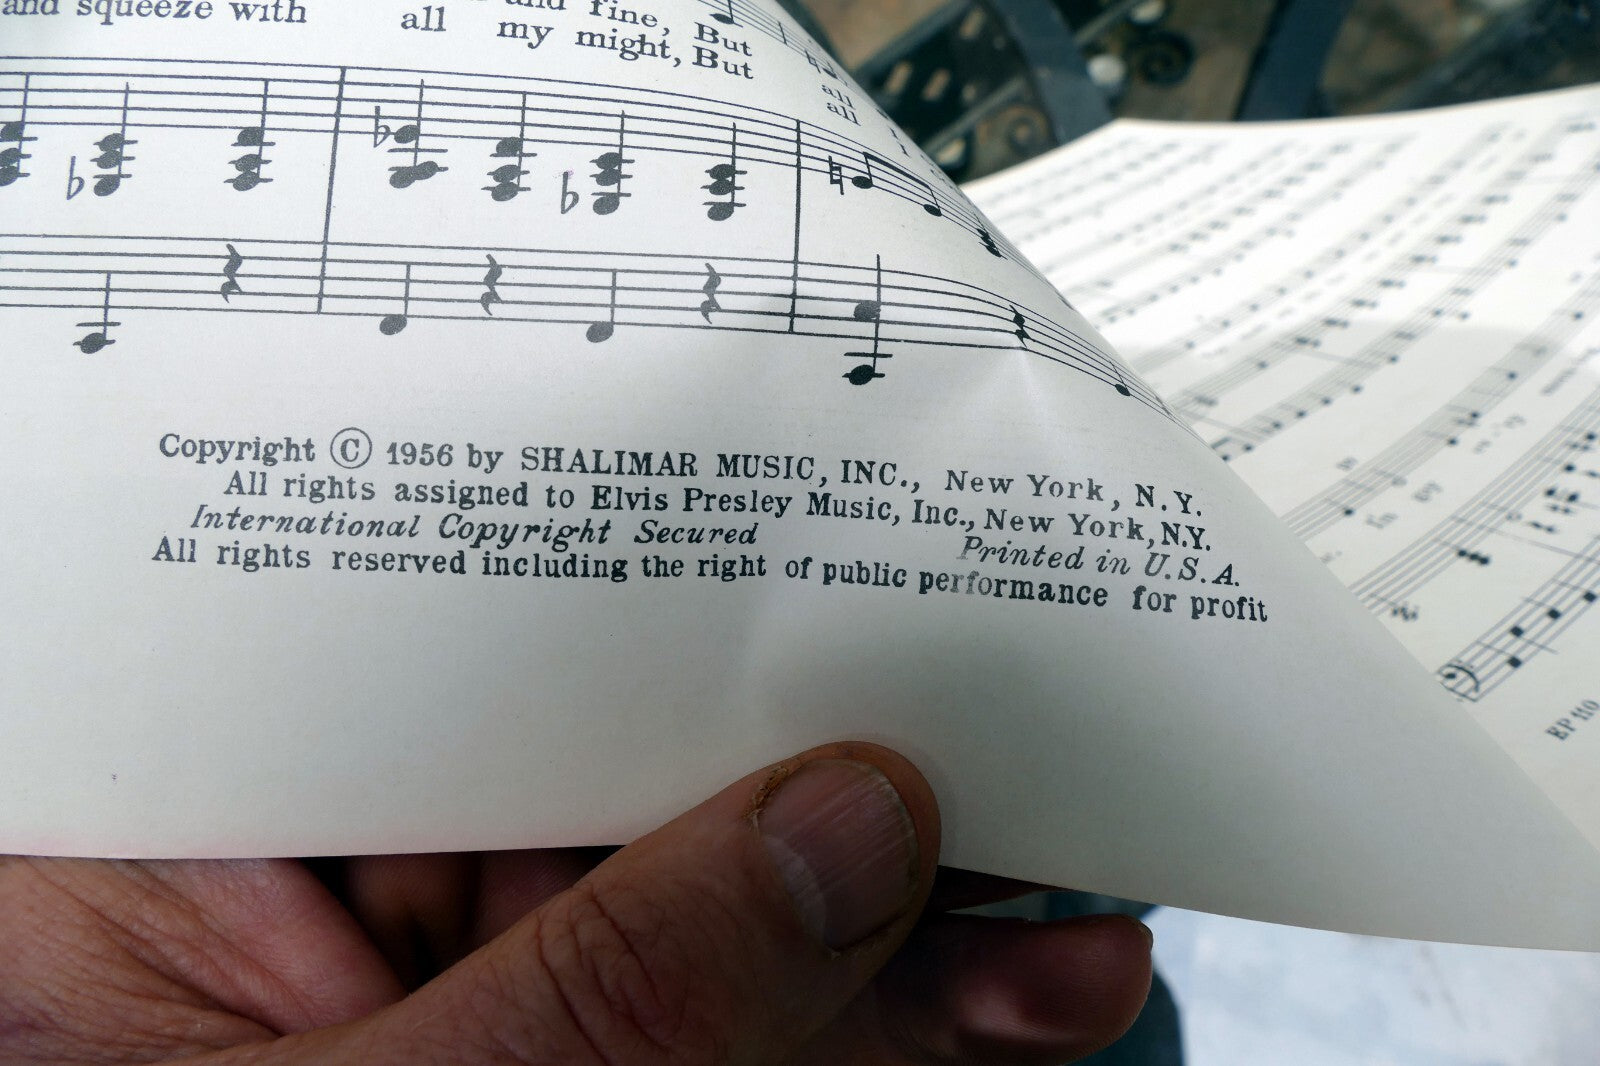 and fine, But
and squeeze with all my might, But
all
all I
Copyright © 1956 by SHALIMAR MUSIC, INC., New York, N.Y.
All rights assigned to Elvis Presley Music, Inc., New York, N.Y.
International Copyright Secured Printed in U.S.A.
All rights reserved including the right of public performance for profit
EP 110